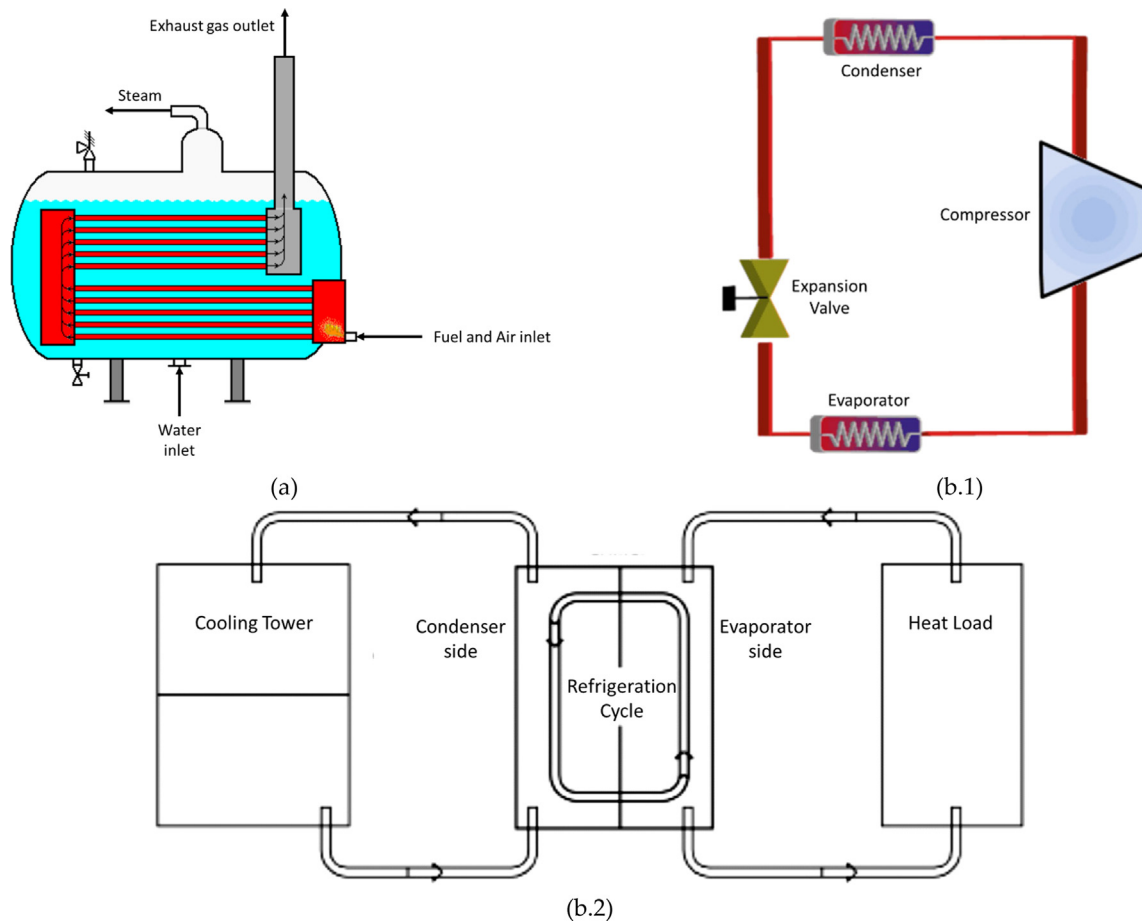 Exhaust gas outlet
Steam
Fuel and Air inlet
Water
inlet
(a)
Condenser
Compressor
Expansion
Valve
Evaporator
(b.1)
Cooling Tower
Condenser
side
Refrigeration
Cycle
Evaporator
side
Heat Load
(b.2)